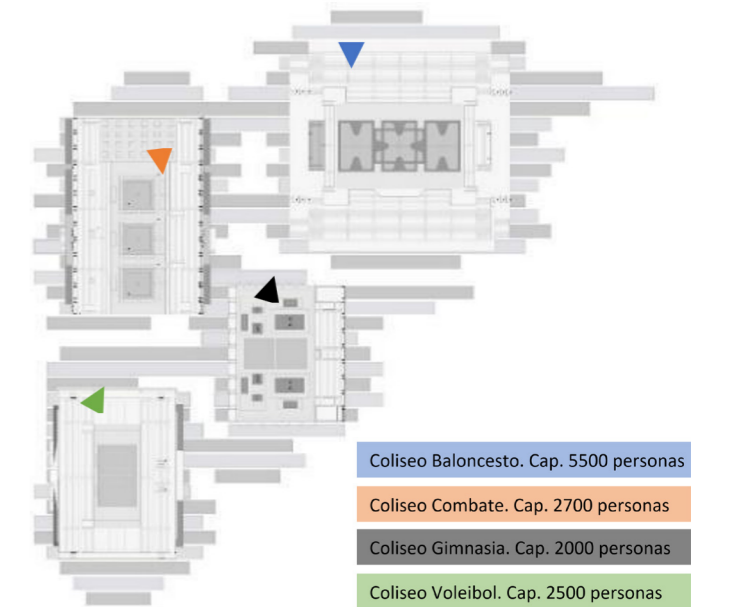 Coliseo Baloncesto. Cap. 5500 personas
Coliseo Combate. Cap. 2700 personas
Coliseo Gimnasia. Cap. 2000 personas
Coliseo Voleibol. Cap. 2500 personas